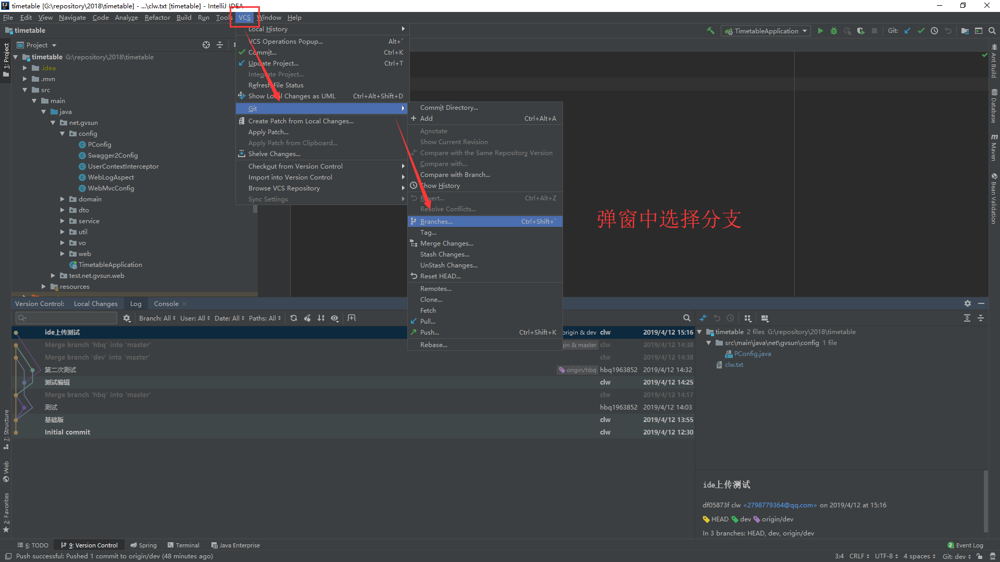 timetable [G:\repository\2018\timetable] - ...\clw.txt [timetable] - IntelliJ IDEA
File Edit View Navigate Code Analyze Refactor Build Run Tools VCS Window Help
timetable
TimetableApplication
Git:
Project
timetable G:\repository\2018\timetable
.idea
.mvn
src
main
java
net.gvsun
config
PConfig
Swagger2Config
UserContextInterceptor
WebLogAspect
WebMvcConfig
domain
dto
service
util
vo
web
TimetableApplication
test.net.gvsun.web
resources
1: Project
7: Structure
Web
2: Favorites
Local History
VCS Operations Popup... Alt+`
Commit... Ctrl+K
Update Project... Ctrl+T
Integrate Project...
Refresh File Status
Show Local Changes as UML Ctrl+Alt+Shift+D
Git
Create Patch from Local Changes...
Apply Patch...
Apply Patch from Clipboard...
Shelve Changes...
Checkout from Version Control
Import into Version Control
Browse VCS Repository
Sync Settings
Commit Directory...
Add Ctrl+Alt+A
Annotate
Show Current Revision
Compare with the Same Repository Version
Compare with...
Compare with Branch...
Show History
Revert... Ctrl+Alt+Z
Resolve Conflicts...
Branches... Ctrl+Shift+`
Tag...
Merge Changes...
Stash Changes...
UnStash Changes...
Reset HEAD...
Remotes...
Clone...
Fetch
Pull...
Push... Ctrl+Shift+K
Rebase...
弹窗中选择分支
Ant Build
Database
Maven
Bean Validation
Version Control: Local Changes Log Console
Branch: All User: All Date: All Paths: All
ide上传测试 origin & dev clw 2019/4/12 15:16
Merge branch 'hbq' into 'master' gin & master clw 2019/4/12 14:38
Merge branch 'dev' into 'master' clw 2019/4/12 14:38
第二次测试 origin/hbq hbq1963852 2019/4/12 14:32
测试编辑 clw 2019/4/12 14:25
Merge branch 'hbq' into 'master' clw 2019/4/12 14:17
测试 hbq1963852 2019/4/12 14:03
基础版 clw 2019/4/12 13:55
Initial commit clw 2019/4/12 12:30
timetable 2 files G:\repository\2018\timetable
src\main\java\net\gvsun\config 1 file
PConfig.java
clw.txt
ide上传测试
df05873f clw <2798779364@qq.com> on 2019/4/12 at 15:16
HEAD dev origin/dev
In 3 branches: HEAD, dev, origin/dev
6: TODO 9: Version Control Spring Terminal Java Enterprise 2 Event Log
Push successful: Pushed 1 commit to origin/dev (48 minutes ago) 3:4 CRLF UTF-8 4 spaces Git: dev